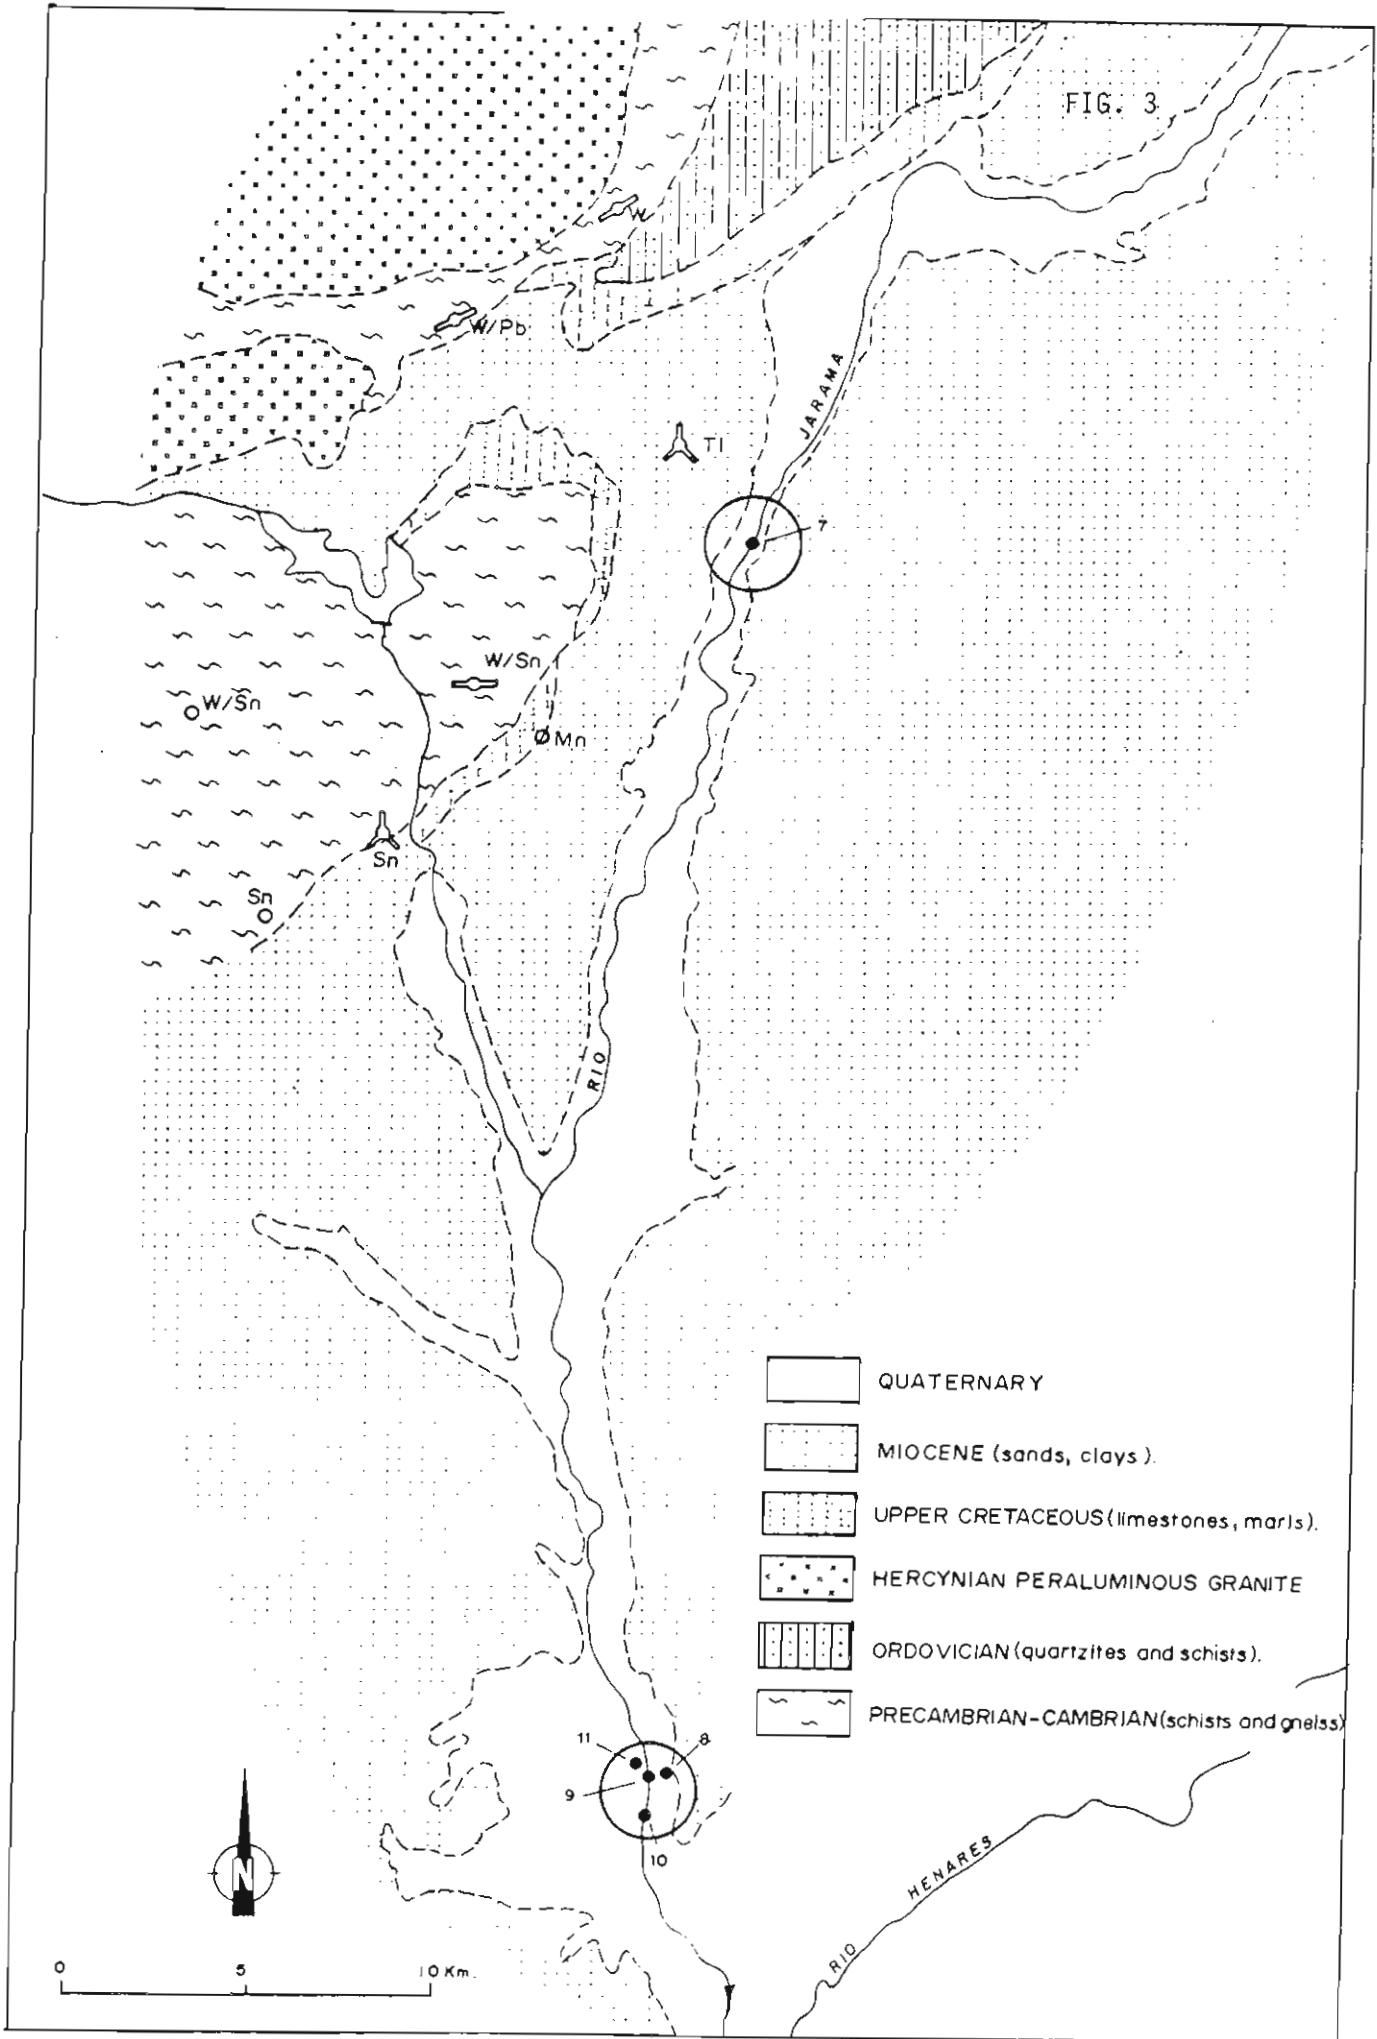 FIG. 3
W
W/Pb
JARAMA
TI
7
W/Sn
W/Sn
Mn
Sn
Sn
RIO
QUATERNARY
MIOCENE (sands, clays).
UPPER CRETACEOUS (limestones, marls).
HERCYNIAN PERALUMINOUS GRANITE
ORDOVICIAN (quartzites and schists).
PRECAMBRIAN-CAMBRIAN (schists and gneiss)
11
8
9
10
N
HENARES
RIO
0 5 10 Km.